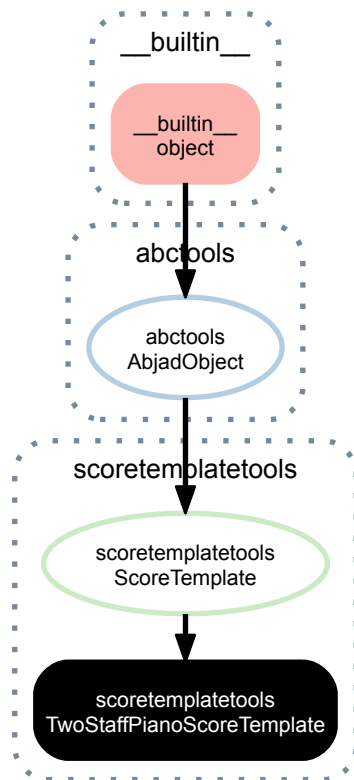 __builtin__
__builtin__
object
abctools
abctools
AbjadObject
scoretemplatetools
scoretemplatetools
ScoreTemplate
scoretemplatetools
TwoStaffPianoScoreTemplate